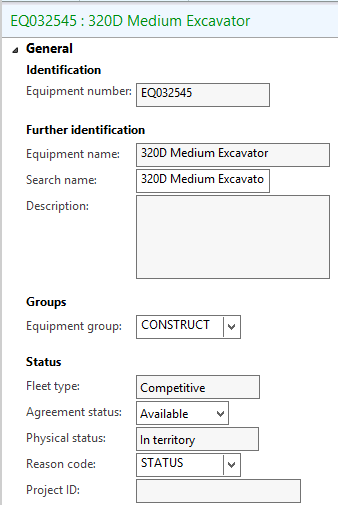 EQ032545 : 320D Medium Excavator
General
Identification
Equipment number: EQ032545
Further identification
Equipment name: 320D Medium Excavator
Search name: 320D Medium Excavato
Description:
Groups
Equipment group: CONSTRUCT
Status
Fleet type: Competitive
Agreement status: Available
Physical status: In territory
Reason code: STATUS
Project ID: